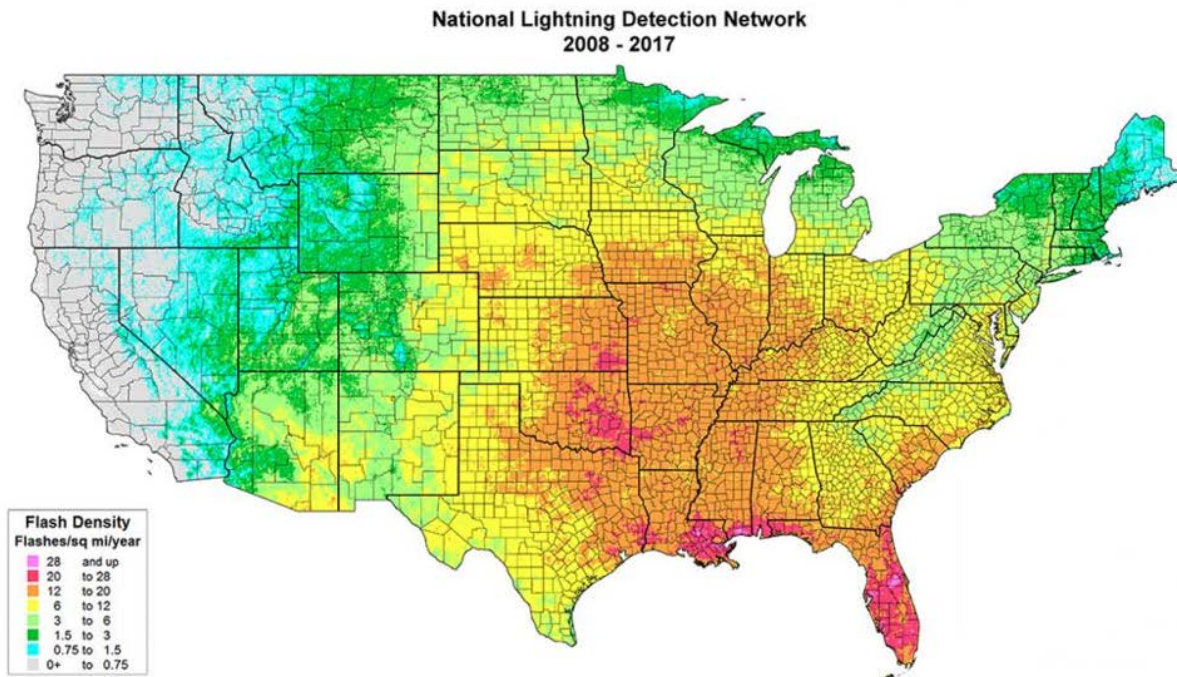 National Lightning Detection Network
2008 - 2017
Flash Density
Flashes/sq mi/year
28 and up
20 to 28
12 to 20
6 to 12
3 to 6
1.5 to 3
0.75 to 1.5
0+ to 0.75